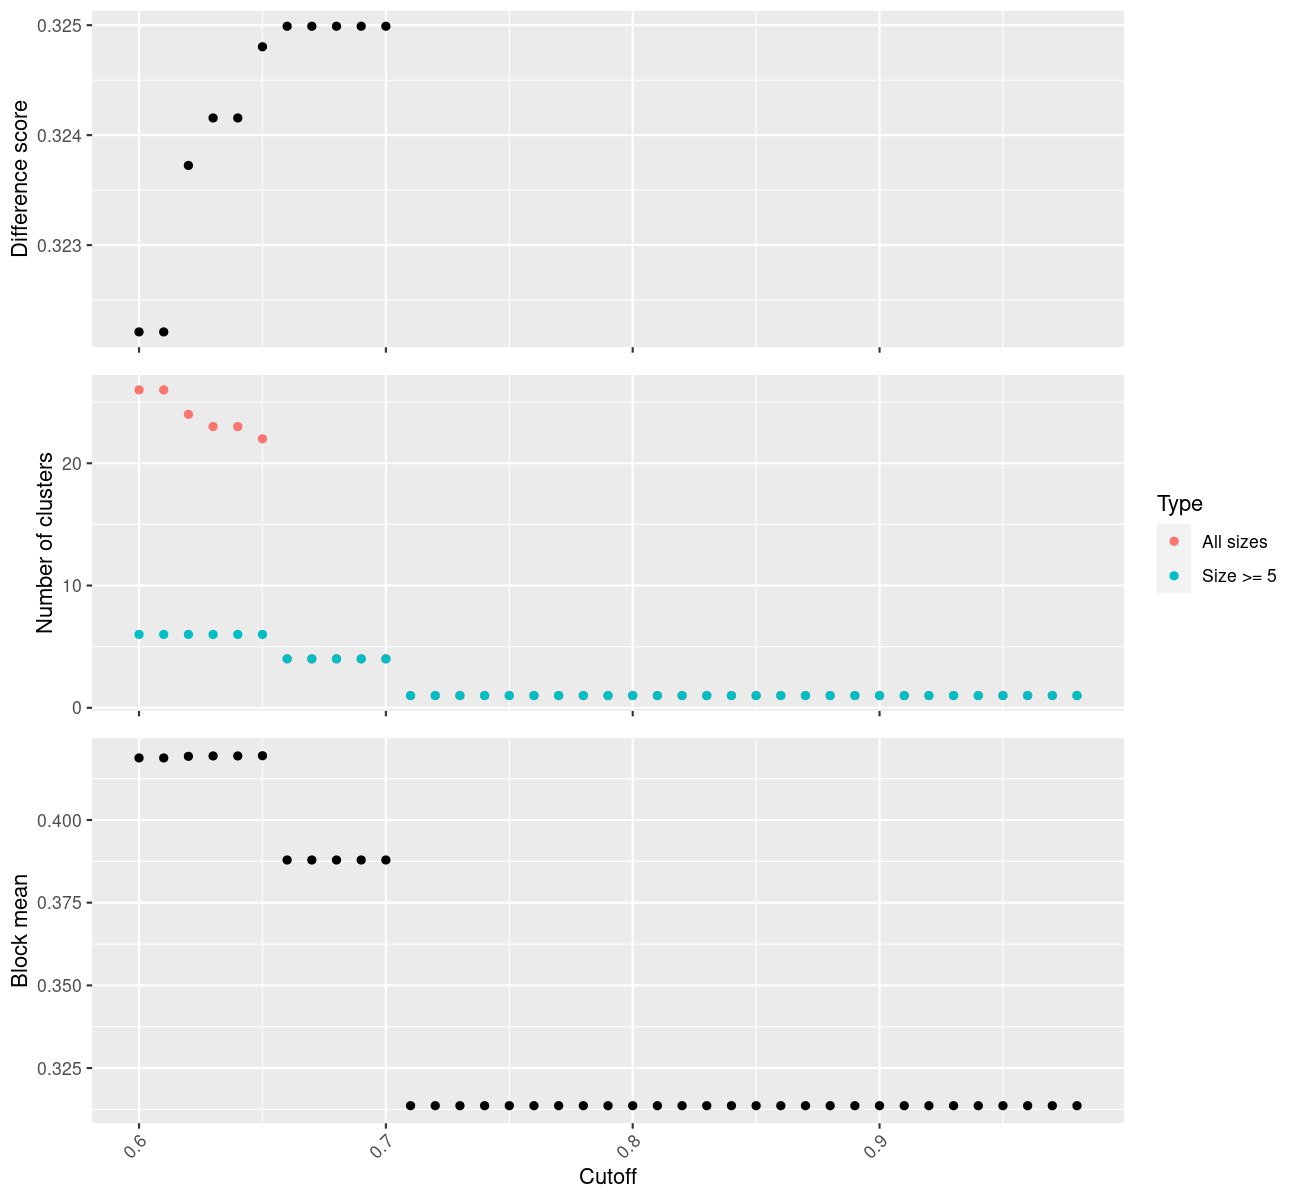 0.325
0.324
0.323
Difference score
20
10
0
Number of clusters
Type
All sizes
Size >= 5
0.400
0.375
0.350
0.325
Block mean
0.6
0.7
0.8
0.9
Cutoff